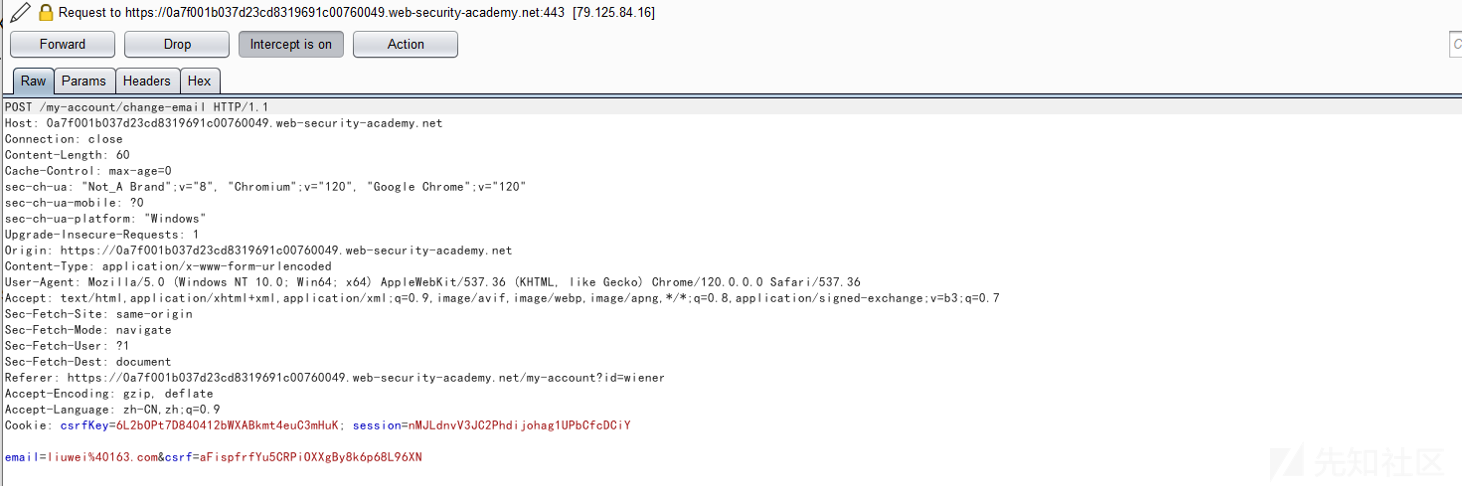 Request to https://0a7f001b037d23cd8319691c00760049.web-security-academy.net:443 [79.125.84.16]
Forward Drop Intercept is on Action
Raw Params Headers Hex
POST /my-account/change-email HTTP/1.1
Host: 0a7f001b037d23cd8319691c00760049.web-security-academy.net
Connection: close
Content-Length: 60
Cache-Control: max-age=0
sec-ch-ua: "Not_A Brand";v="8", "Chromium";v="120", "Google Chrome";v="120"
sec-ch-ua-mobile: ?0
sec-ch-ua-platform: "Windows"
Upgrade-Insecure-Requests: 1
Origin: https://0a7f001b037d23cd8319691c00760049.web-security-academy.net
Content-Type: application/x-www-form-urlencoded
User-Agent: Mozilla/5.0 (Windows NT 10.0; Win64; x64) AppleWebKit/537.36 (KHTML, like Gecko) Chrome/120.0.0.0 Safari/537.36
Accept: text/html,application/xhtml+xml,application/xml;q=0.9,image/avif,image/webp,image/apng,*/*;q=0.8,application/signed-exchange;v=b3;q=0.7
Sec-Fetch-Site: same-origin
Sec-Fetch-Mode: navigate
Sec-Fetch-User: ?1
Sec-Fetch-Dest: document
Referer: https://0a7f001b037d23cd8319691c00760049.web-security-academy.net/my-account?id=wiener
Accept-Encoding: gzip, deflate
Accept-Language: zh-CN,zh;q=0.9
Cookie: csrfKey=6L2bOPt7D840412bWXABkmt4euC3mHuK; session=nMJLdnvV3JC2Phdijohag1UPbCfcDCiY
email=liuwei%40163.com&csrf=aFispfrfYu5CRPiOXXgBy8k6p68L96XN
先知社区